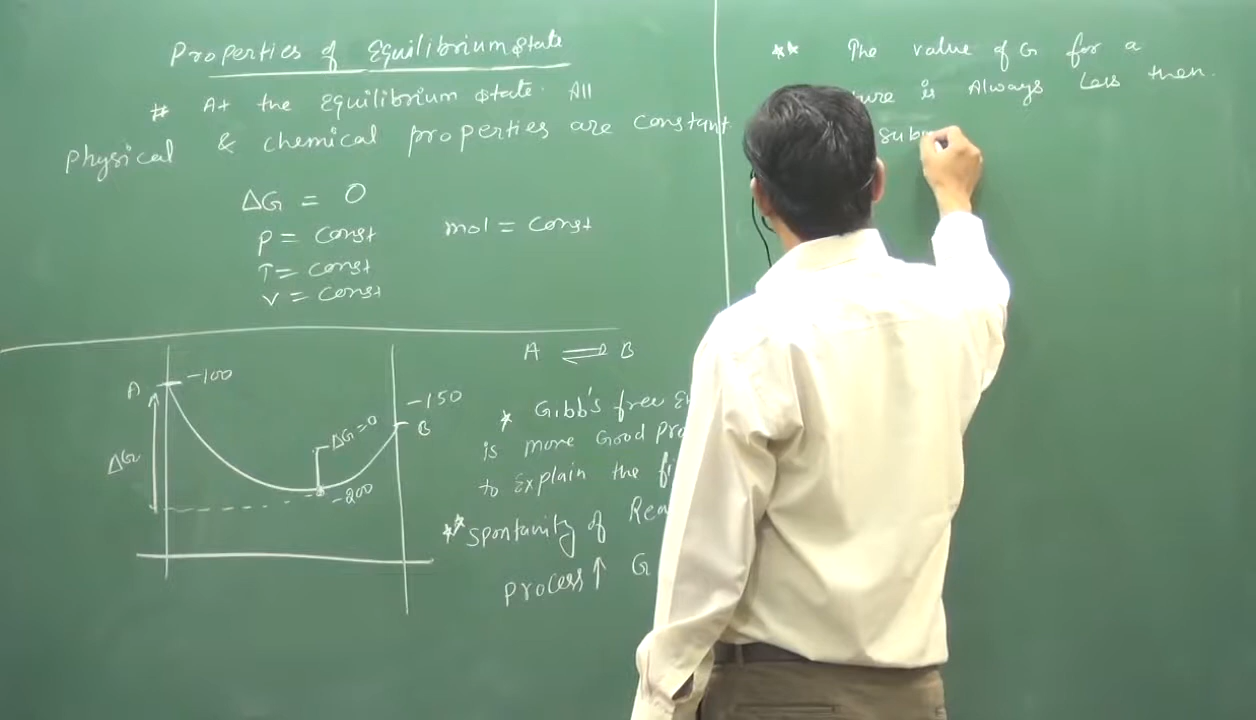 Properties of Equilibrium State
# At the Equilibrium State. All
physical & chemical properties are constant
ΔG = 0
P = const
mol = const
T = const
V = const
A ⇌ B
A
-100
-150
B
ΔG=0
ΔG
-200
* Gibb's free
is more Good
to Explain the
** Spontunity of
process ↑ G
** The value of G for a
is Always Less then.